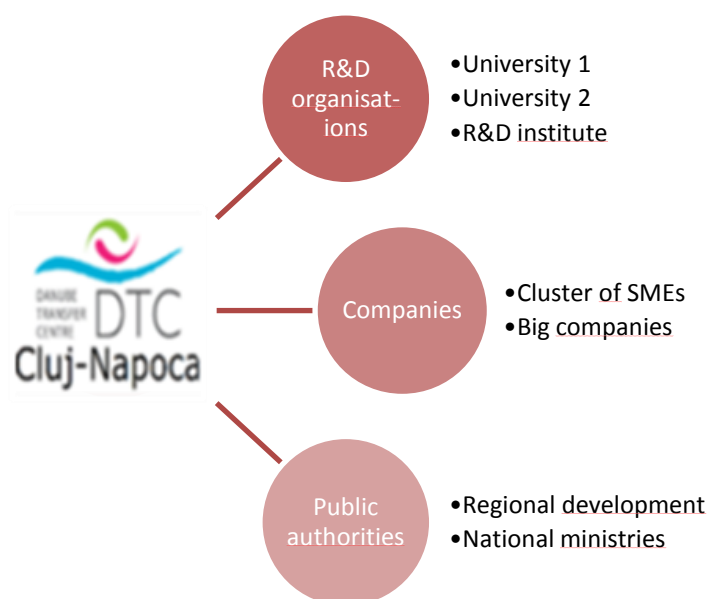 R&D
organisat-
ions
•University 1
•University 2
•R&D institute
DANUBE
TRANSFER
CENTRE
DTC
Cluj-Napoca
Companies
•Cluster of SMEs
•Big companies
Public
authorities
•Regional development
•National ministries